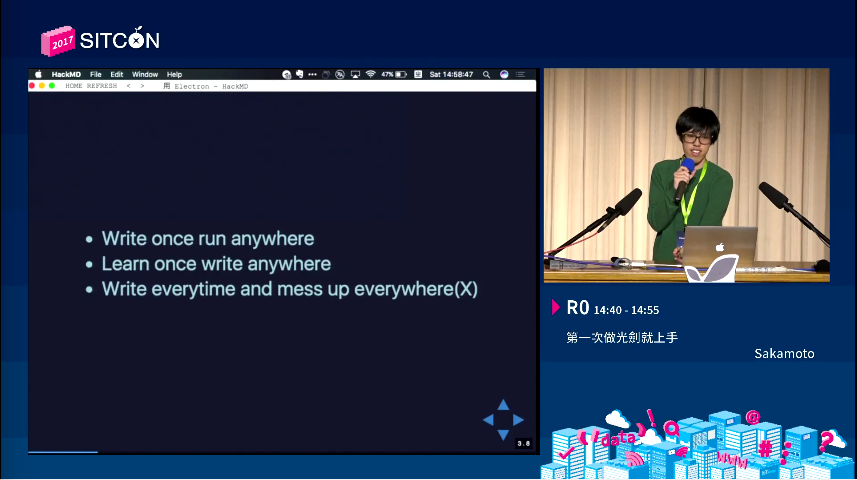 2017 SITCON
HackMD File Edit Window Help 47% Sat 14:58:47
HOME REFRESH < > Electron - HackMD
Write once run anywhere
Learn once write anywhere
Write everytime and mess up everywhere(X)
3.8
R0 14:40 - 14:55
第一次做光劍就上手
Sakamoto
data
!
@
www
#
?